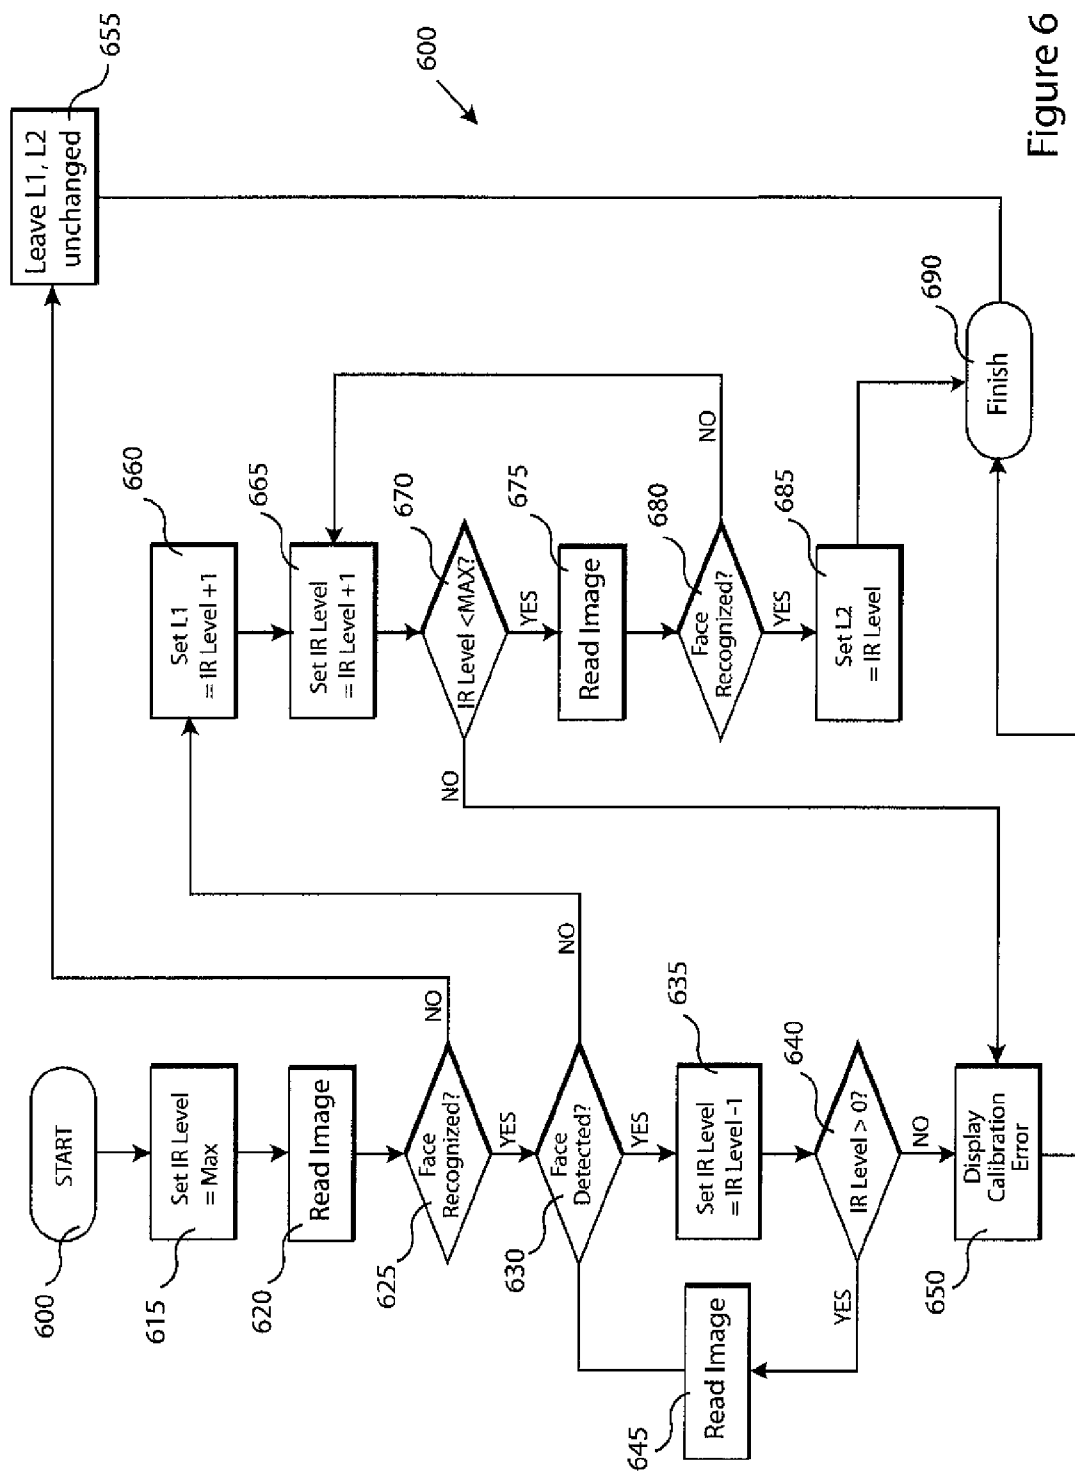 START
600
Set IR Level
= Max
615
Read Image
620
Face
Recognized?
625
NO
YES
Face
Detected?
630
NO
YES
Set IR Level
= IR Level -1
635
IR Level > 0?
640
YES
NO
Read Image
645
Display
Calibration
Error
650
Leave L1, L2
unchanged
655
Set L1
= IR Level +1
660
Set IR Level
= IR Level +1
665
IR Level <MAX?
670
NO
YES
Read Image
675
Face
Recognized?
680
NO
YES
Set L2
= IR Level
685
Finish
690
600
Figure 6